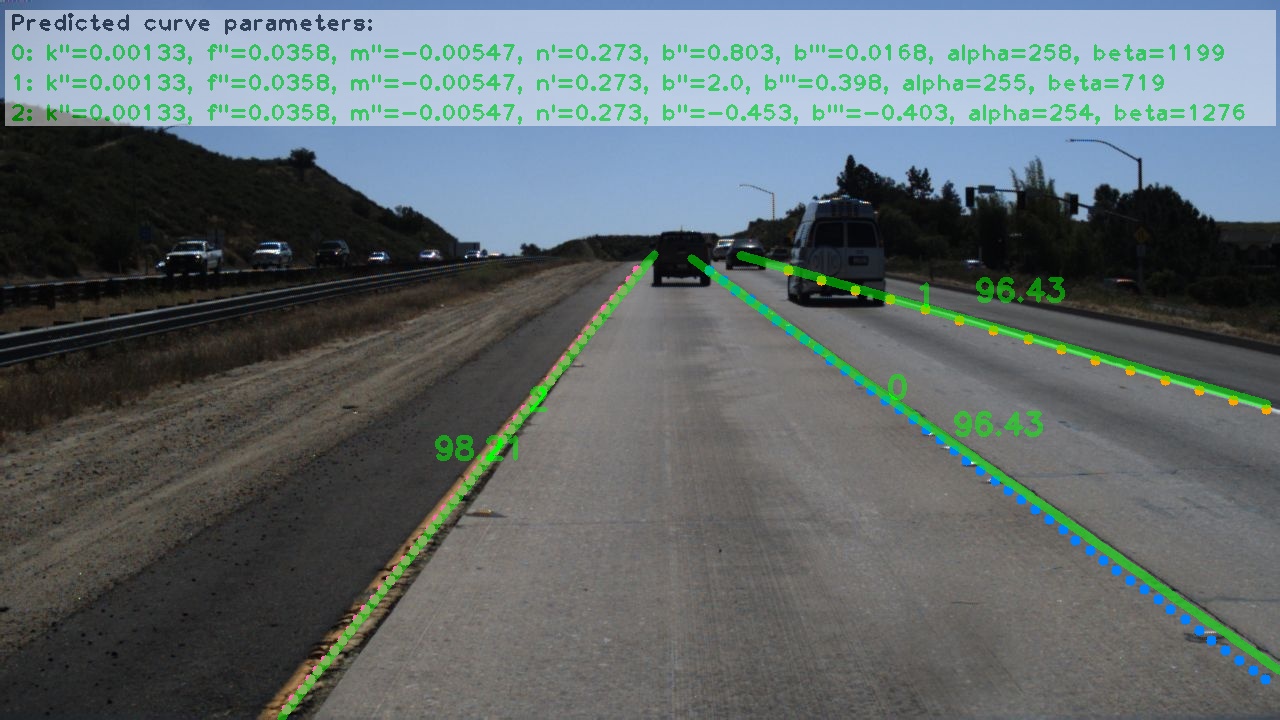 Predicted curve parameters:
0: k''=0.00133, f''=0.0358, m''=-0.00547, n'=0.273, b''=0.803, b'''=0.0168, alpha=258, beta=1199
1: k''=0.00133, f''=0.0358, m''=-0.00547, n'=0.273, b''=2.0, b'''=0.398, alpha=255, beta=719
2: k''=0.00133, f''=0.0358, m''=-0.00547, n'=0.273, b''=-0.453, b'''=-0.403, alpha=254, beta=1276
1 96.43
0
96.43
2
98.21